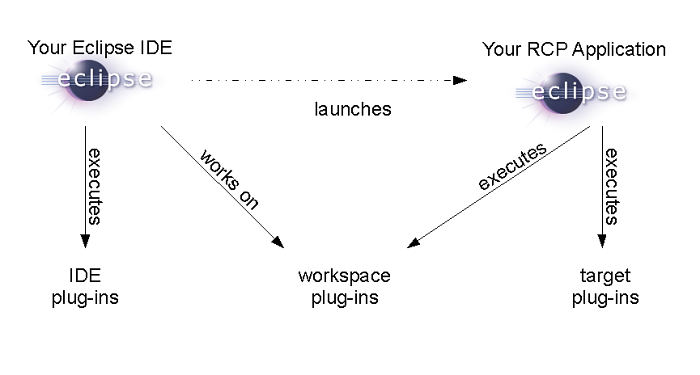 Your Eclipse IDE
eclipse
Your RCP Application
eclipse
launches
executes
works on
executes
executes
IDE
plug-ins
workspace
plug-ins
target
plug-ins